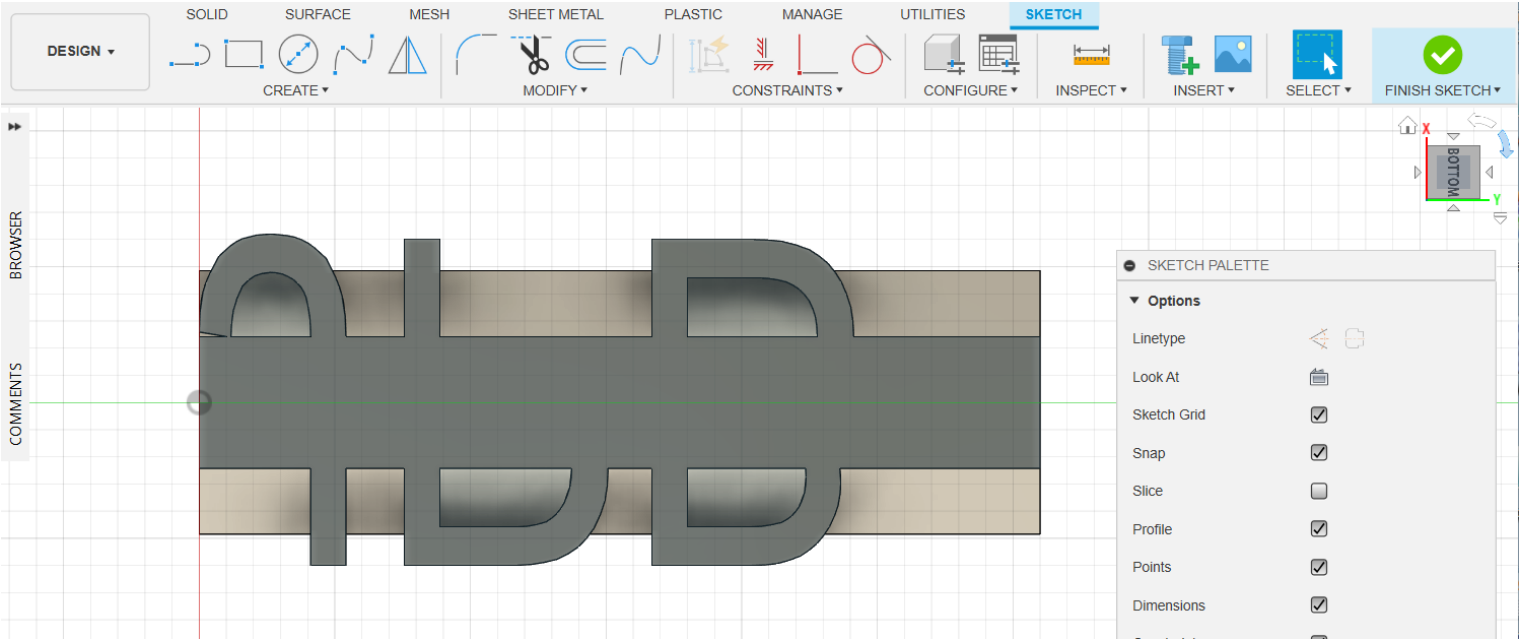 SOLID SURFACE MESH SHEET METAL PLASTIC MANAGE UTILITIES SKETCH
DESIGN
CREATE MODIFY CONSTRAINTS CONFIGURE INSPECT INSERT SELECT FINISH SKETCH
BROWSER
COMMENTS
X
BOTTOM
Y
SKETCH PALETTE
Options
Linetype
Look At
Sketch Grid
Snap
Slice
Profile
Points
Dimensions